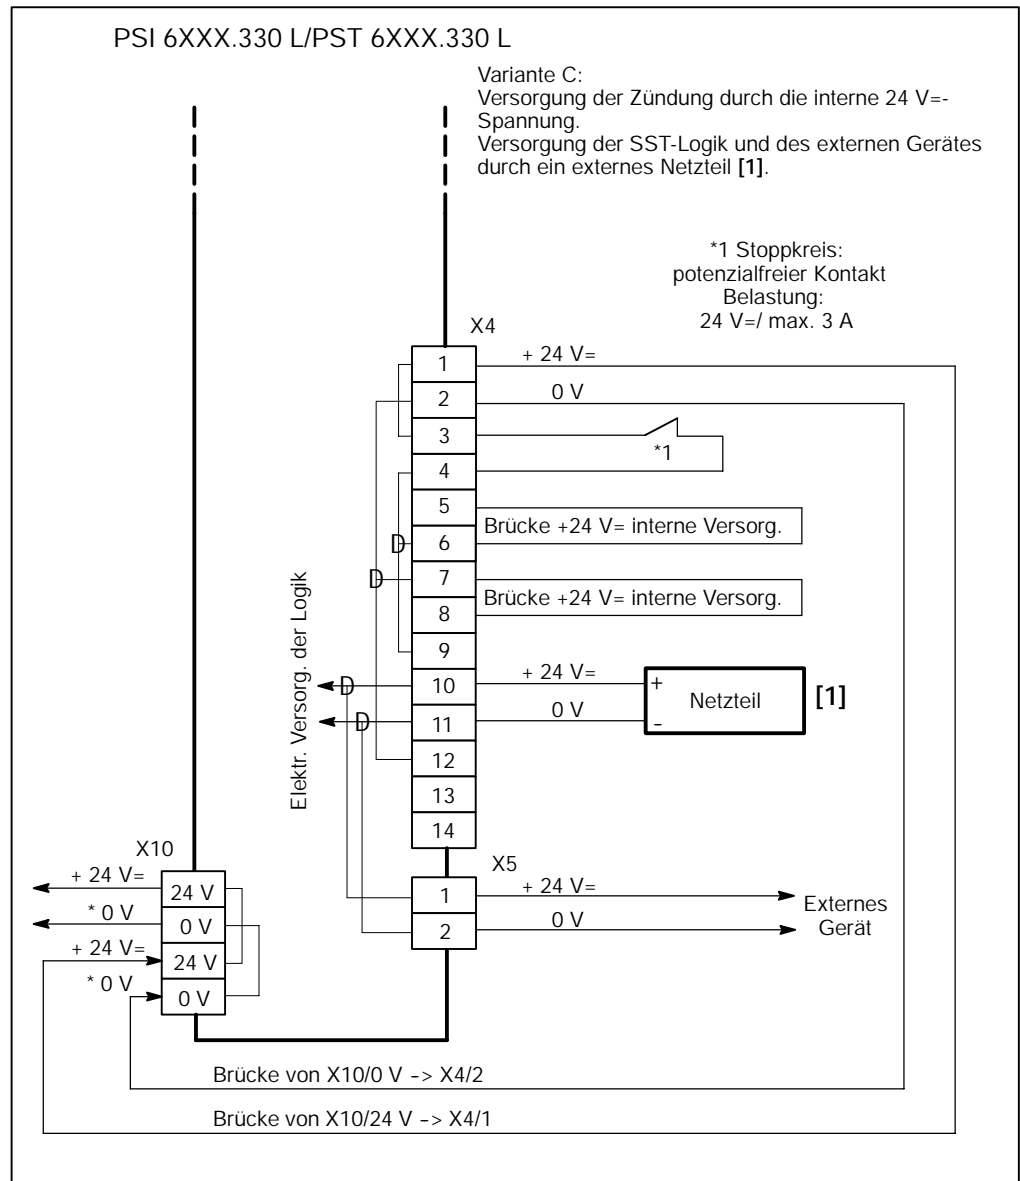 PSI 6XXX.330 L/PST 6XXX.330 L
Variante C:
Versorgung der Zündung durch die interne 24 V=-
Spannung.
Versorgung der SST-Logik und des externen Gerätes
durch ein externes Netzteil [1].
*1 Stoppkreis:
potenzialfreier Kontakt
Belastung:
24 V=/ max. 3 A
X4
1
+ 24 V=
2
0 V
3
*1
4
5
Brücke +24 V= interne Versorg.
6
D
7
D
8
Brücke +24 V= interne Versorg.
9
Elektr. Versorg. der Logik
D
10
+ 24 V=
+
Netzteil
[1]
D
11
0 V
-
12
13
14
X10
X5
+ 24 V=
24 V
1
+ 24 V=
* 0 V
0 V
2
0 V
Externes
Gerät
+ 24 V=
24 V
* 0 V
0 V
Brücke von X10/0 V -> X4/2
Brücke von X10/24 V -> X4/1